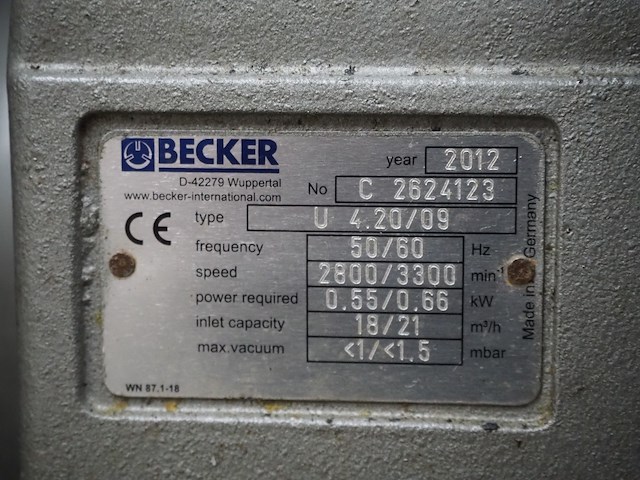 BECKER
year 2012
D-42279 Wuppertal
www.becker-international.com
No C 2624123
CE type U 4.20/09
frequency 50/60 Hz
speed 2800/3300 min⁻¹
power required 0.55/0.66 kW
inlet capacity 18/21 m³/h
max.vacuum <1/<1.5 mbar
Made in Germany
WN 87.1-18